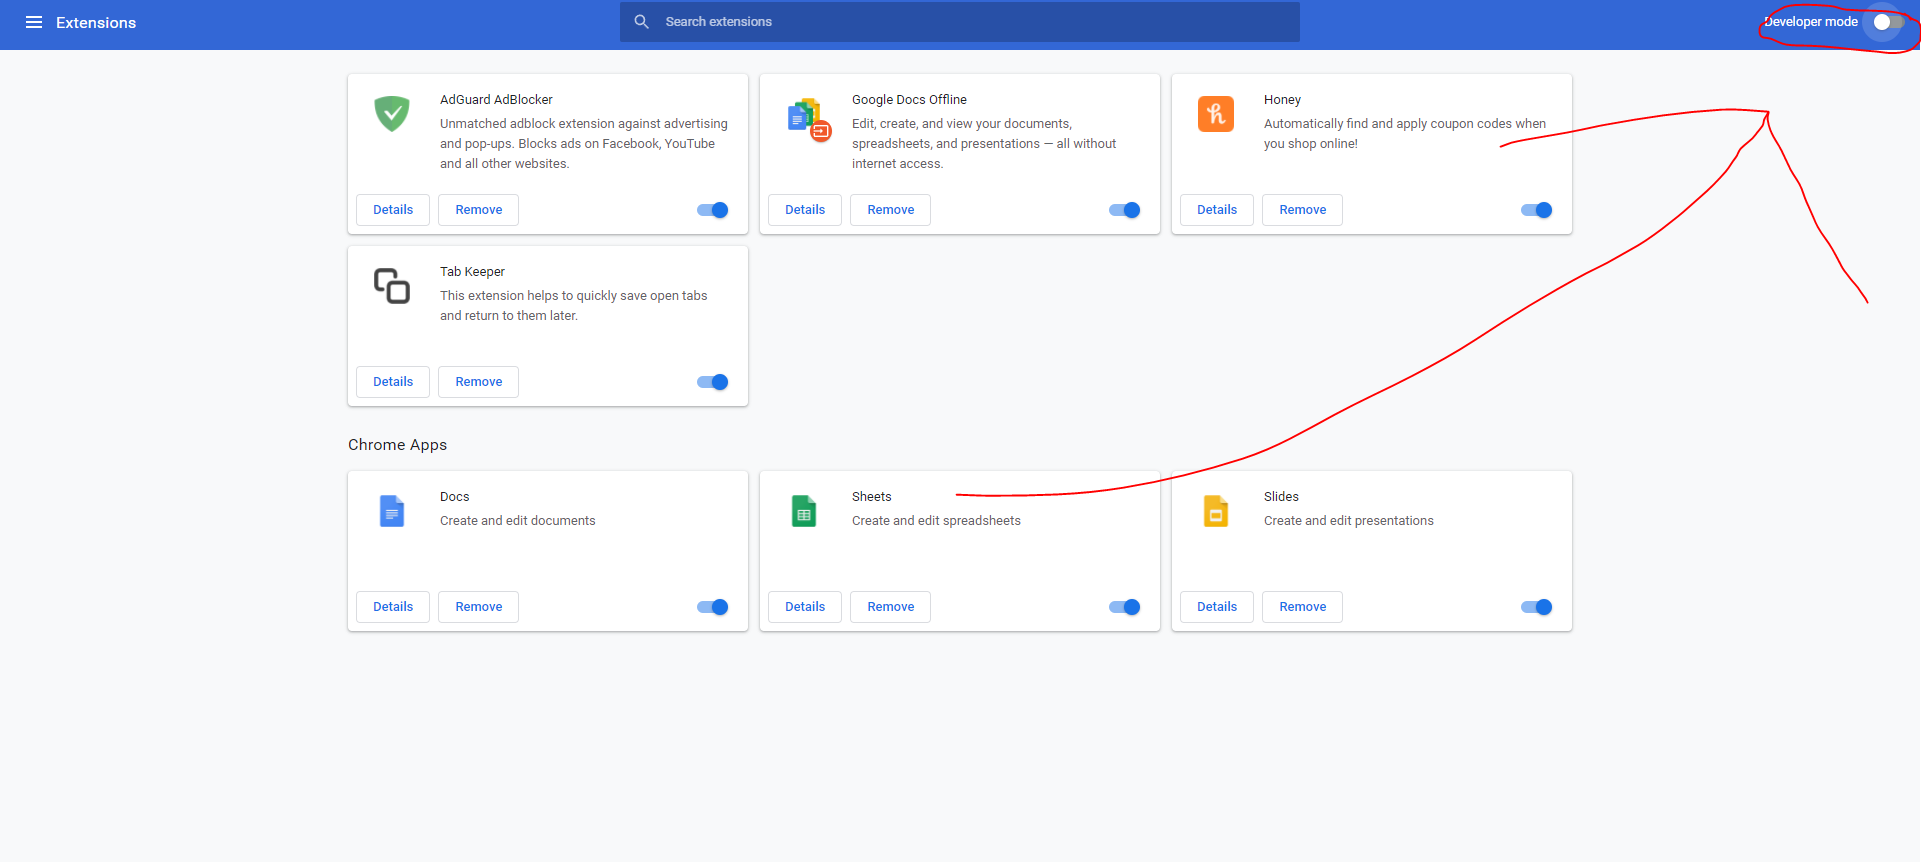 Extensions
Search extensions
Developer mode
AdGuard AdBlocker
Unmatched adblock extension against advertising
and pop-ups. Blocks ads on Facebook, YouTube
and all other websites.
Details
Remove
Google Docs Offline
Edit, create, and view your documents,
spreadsheets, and presentations — all without
internet access.
Details
Remove
Honey
Automatically find and apply coupon codes when
you shop online!
Details
Remove
Tab Keeper
This extension helps to quickly save open tabs
and return to them later.
Details
Remove
Chrome Apps
Docs
Create and edit documents
Details
Remove
Sheets
Create and edit spreadsheets
Details
Remove
Slides
Create and edit presentations
Details
Remove